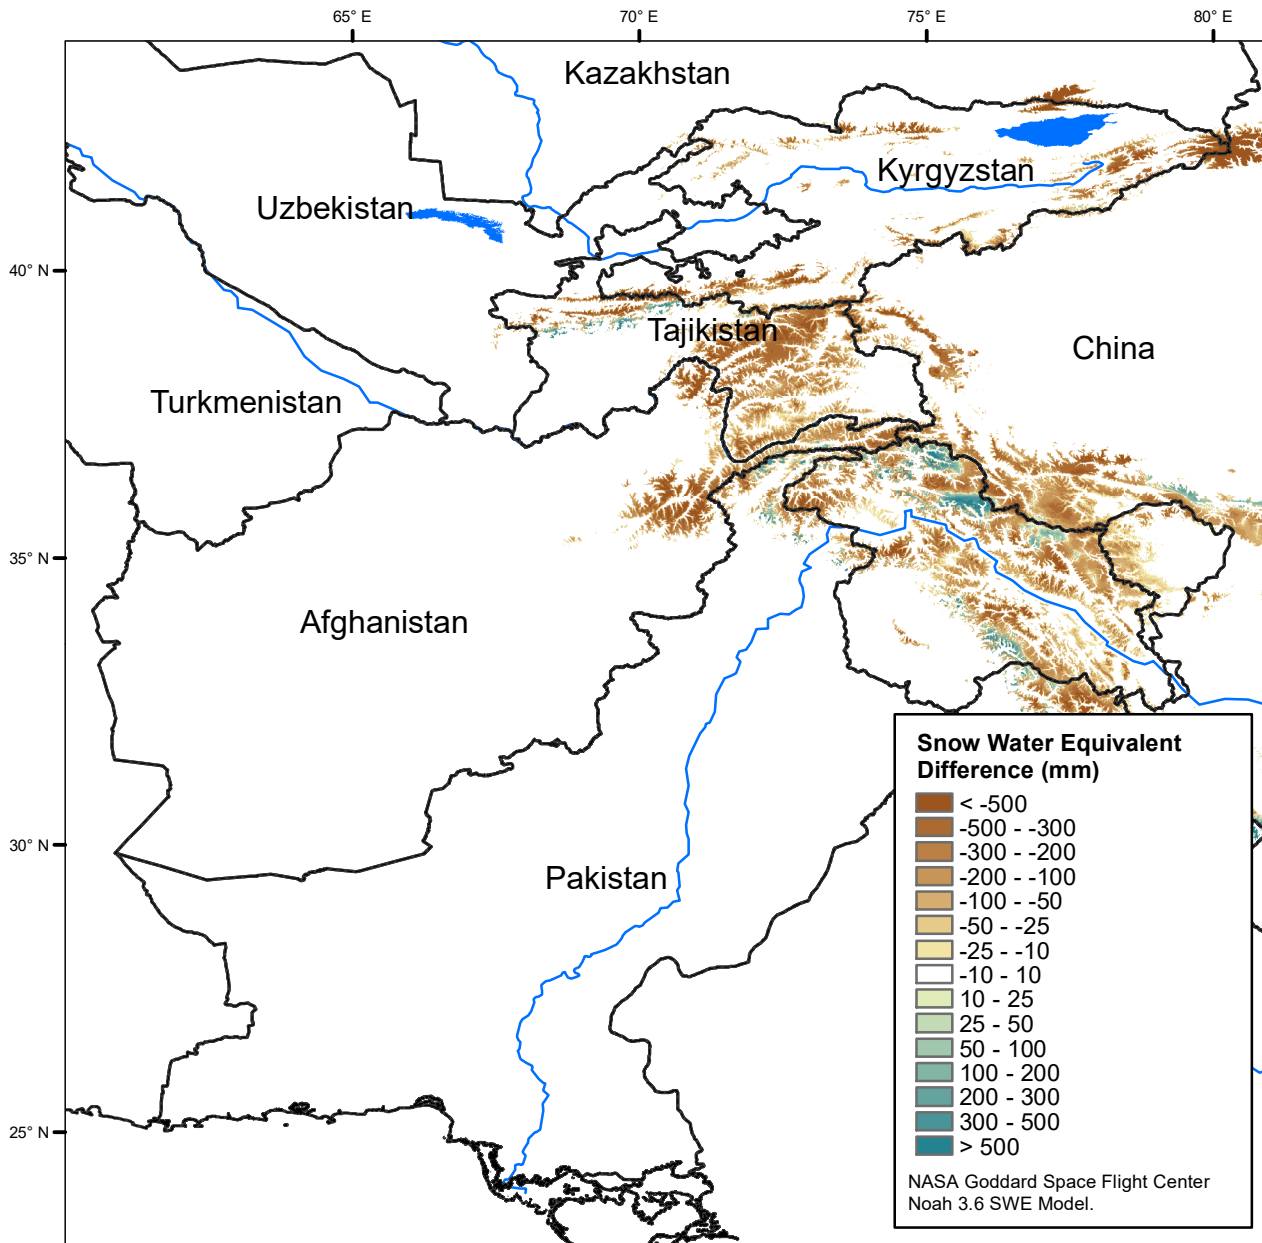 65° E
70° E
75° E
80° E
Kazakhstan
Kyrgyzstan
Uzbekistan
40° N
Tajikistan
China
Turkmenistan
35° N
Afghanistan
Snow Water Equivalent
Difference (mm)
< -500
-500 - -300
-300 - -200
-200 - -100
-100 - -50
-50 - -25
-25 - -10
-10 - 10
10 - 25
25 - 50
50 - 100
100 - 200
200 - 300
300 - 500
> 500
NASA Goddard Space Flight Center
Noah 3.6 SWE Model.
30° N
Pakistan
25° N